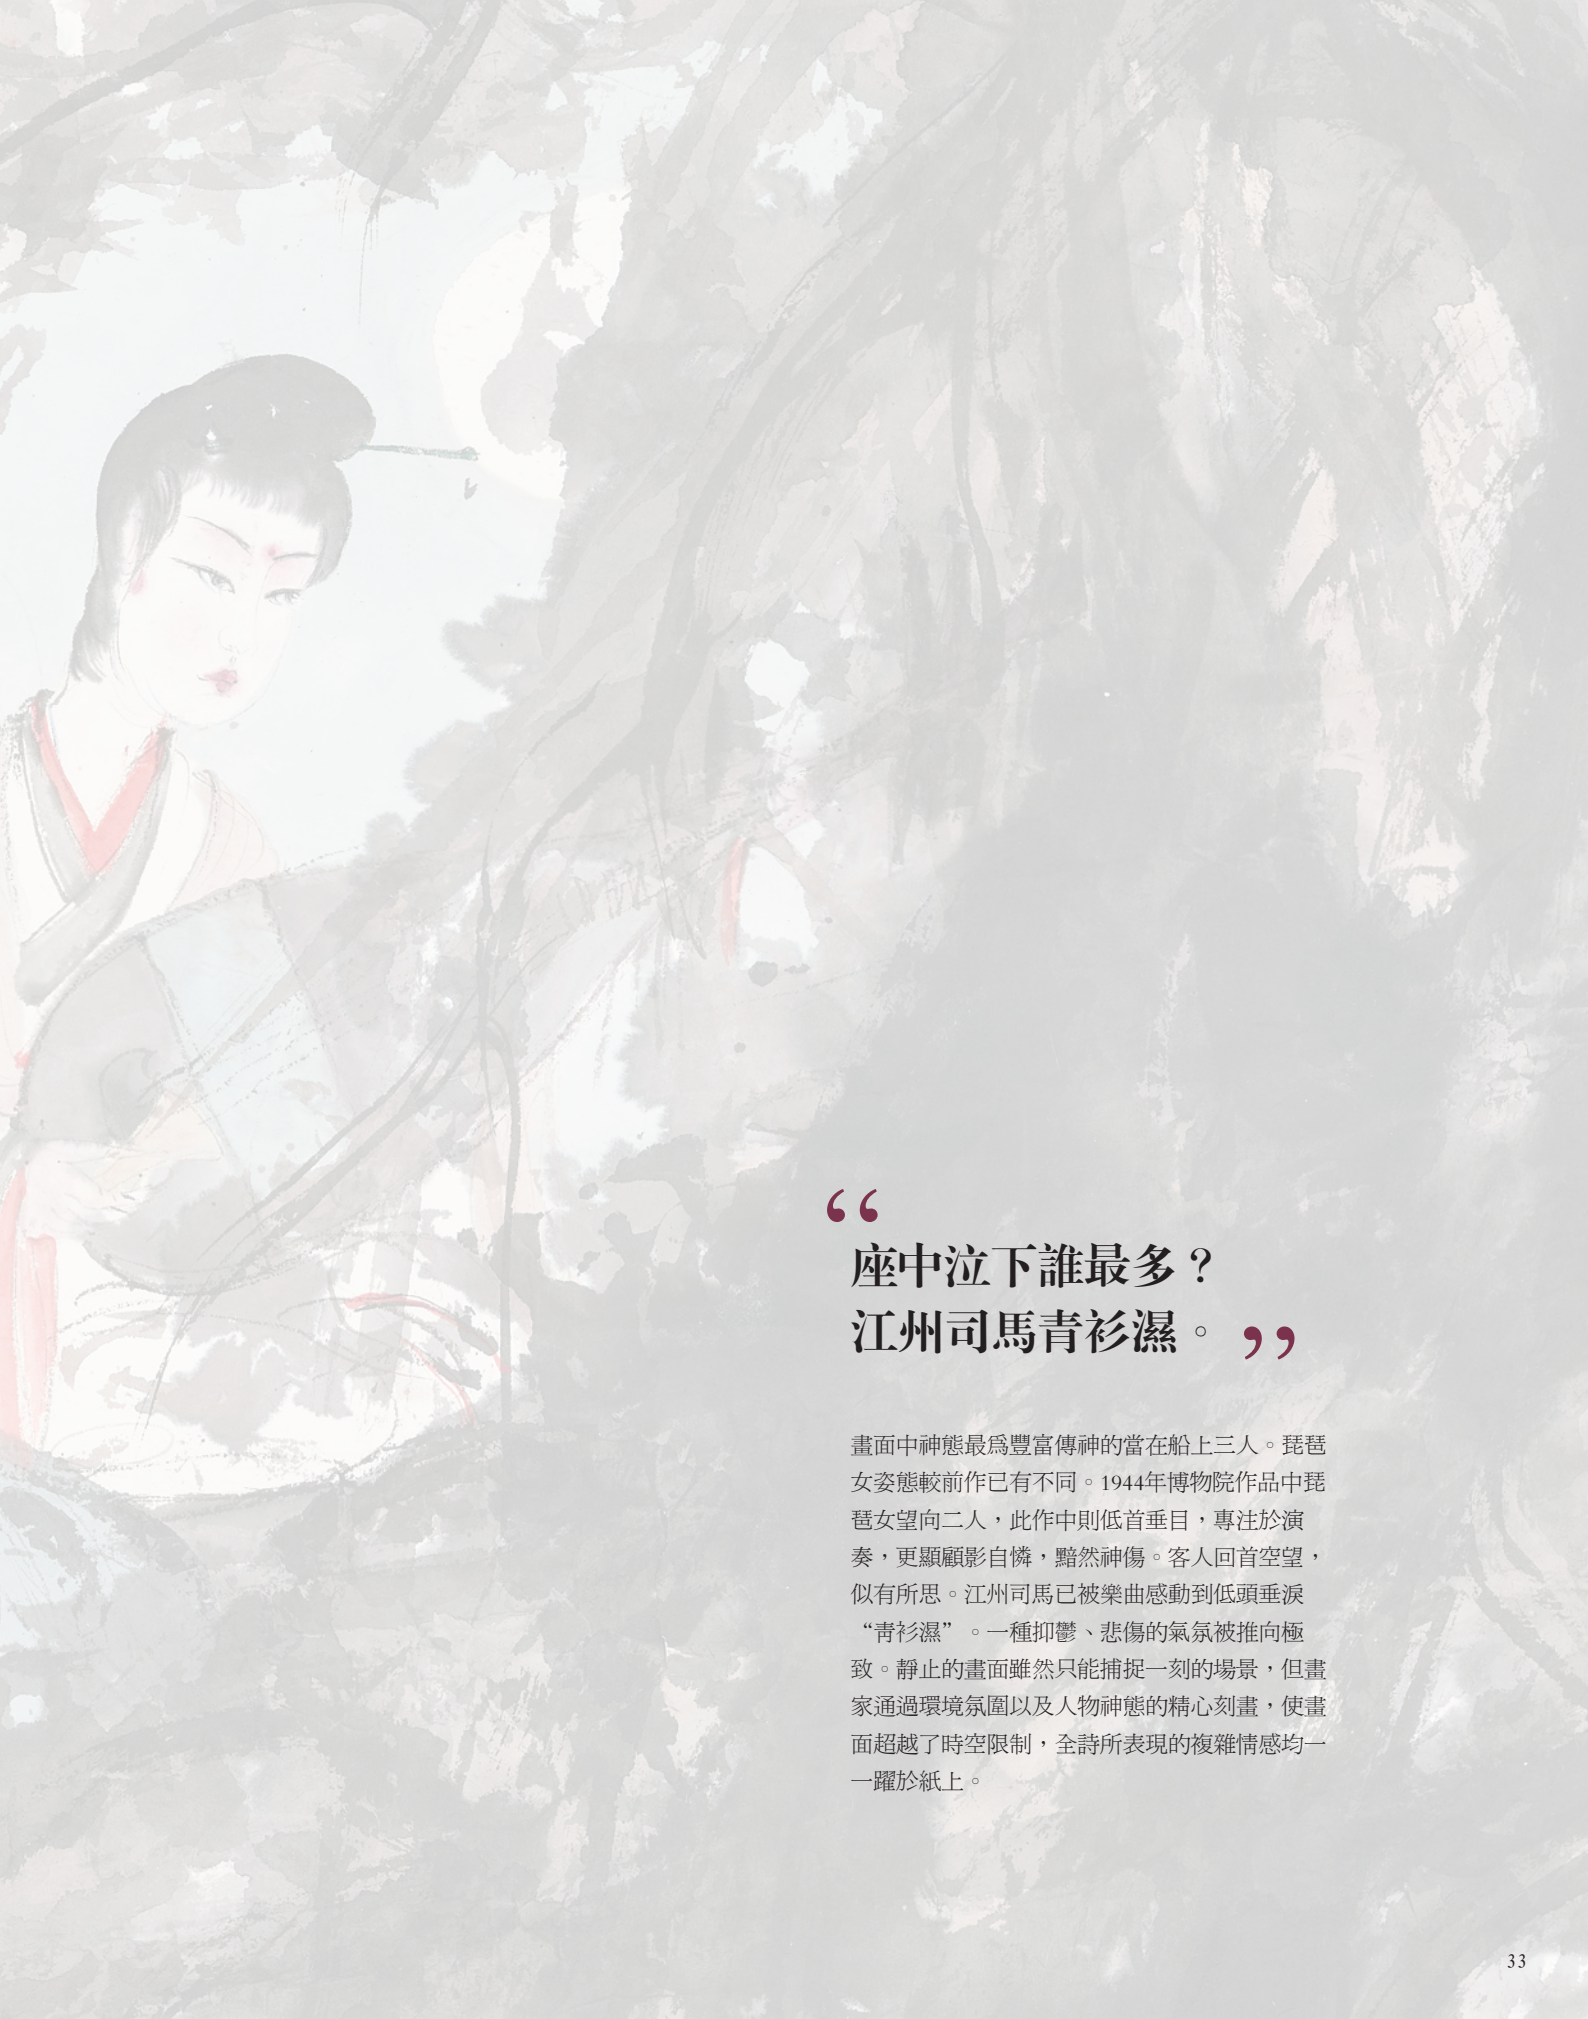 “
座中泣下誰最多？
江州司馬青衫濕。”
畫面中神態最爲豐富傳神的當在船上三人。琵琶
女姿態較前作已有不同。1944年博物院作品中琵
琶女望向二人，此作中則低首垂目，專注於演
奏，更顯顧影自憐，黯然神傷。客人回首空望，
似有所思。江州司馬已被樂曲感動到低頭垂淚
“青衫濕”。一種抑鬱、悲傷的氣氛被推向極
致。靜止的畫面雖然只能捕捉一刻的場景，但畫
家通過環境氛圍以及人物神態的精心刻畫，使畫
面超越了時空限制，全詩所表現的複雜情感均一
一躍於紙上。
33